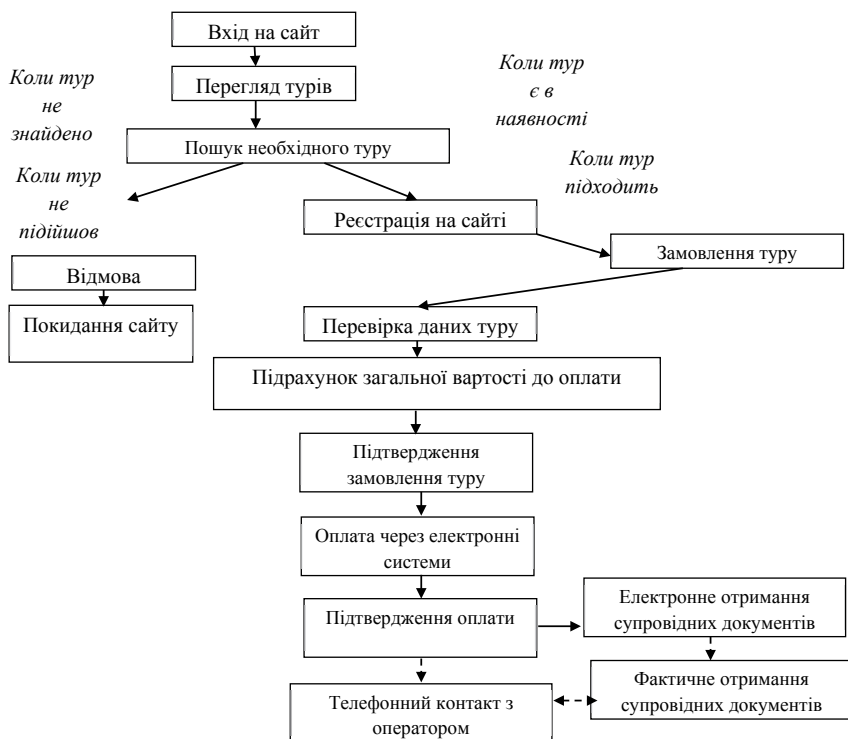 Вхід на сайт
Коли тур
не
знайдено
Перегляд турів
Коли тур
є в
наявності
Пошук необхідного туру
Коли тур
не
підійшов
Коли тур
підходить
Реєстрація на сайті
Замовлення туру
Відмова
Покидання сайту
Перевірка даних туру
Підрахунок загальної вартості до оплати
Підтвердження
замовлення туру
Оплата через електронні
системи
Підтвердження оплати
Електронне отримання
супровідних документів
Телефонний контакт з
оператором
Фактичне отримання
супровідних документів